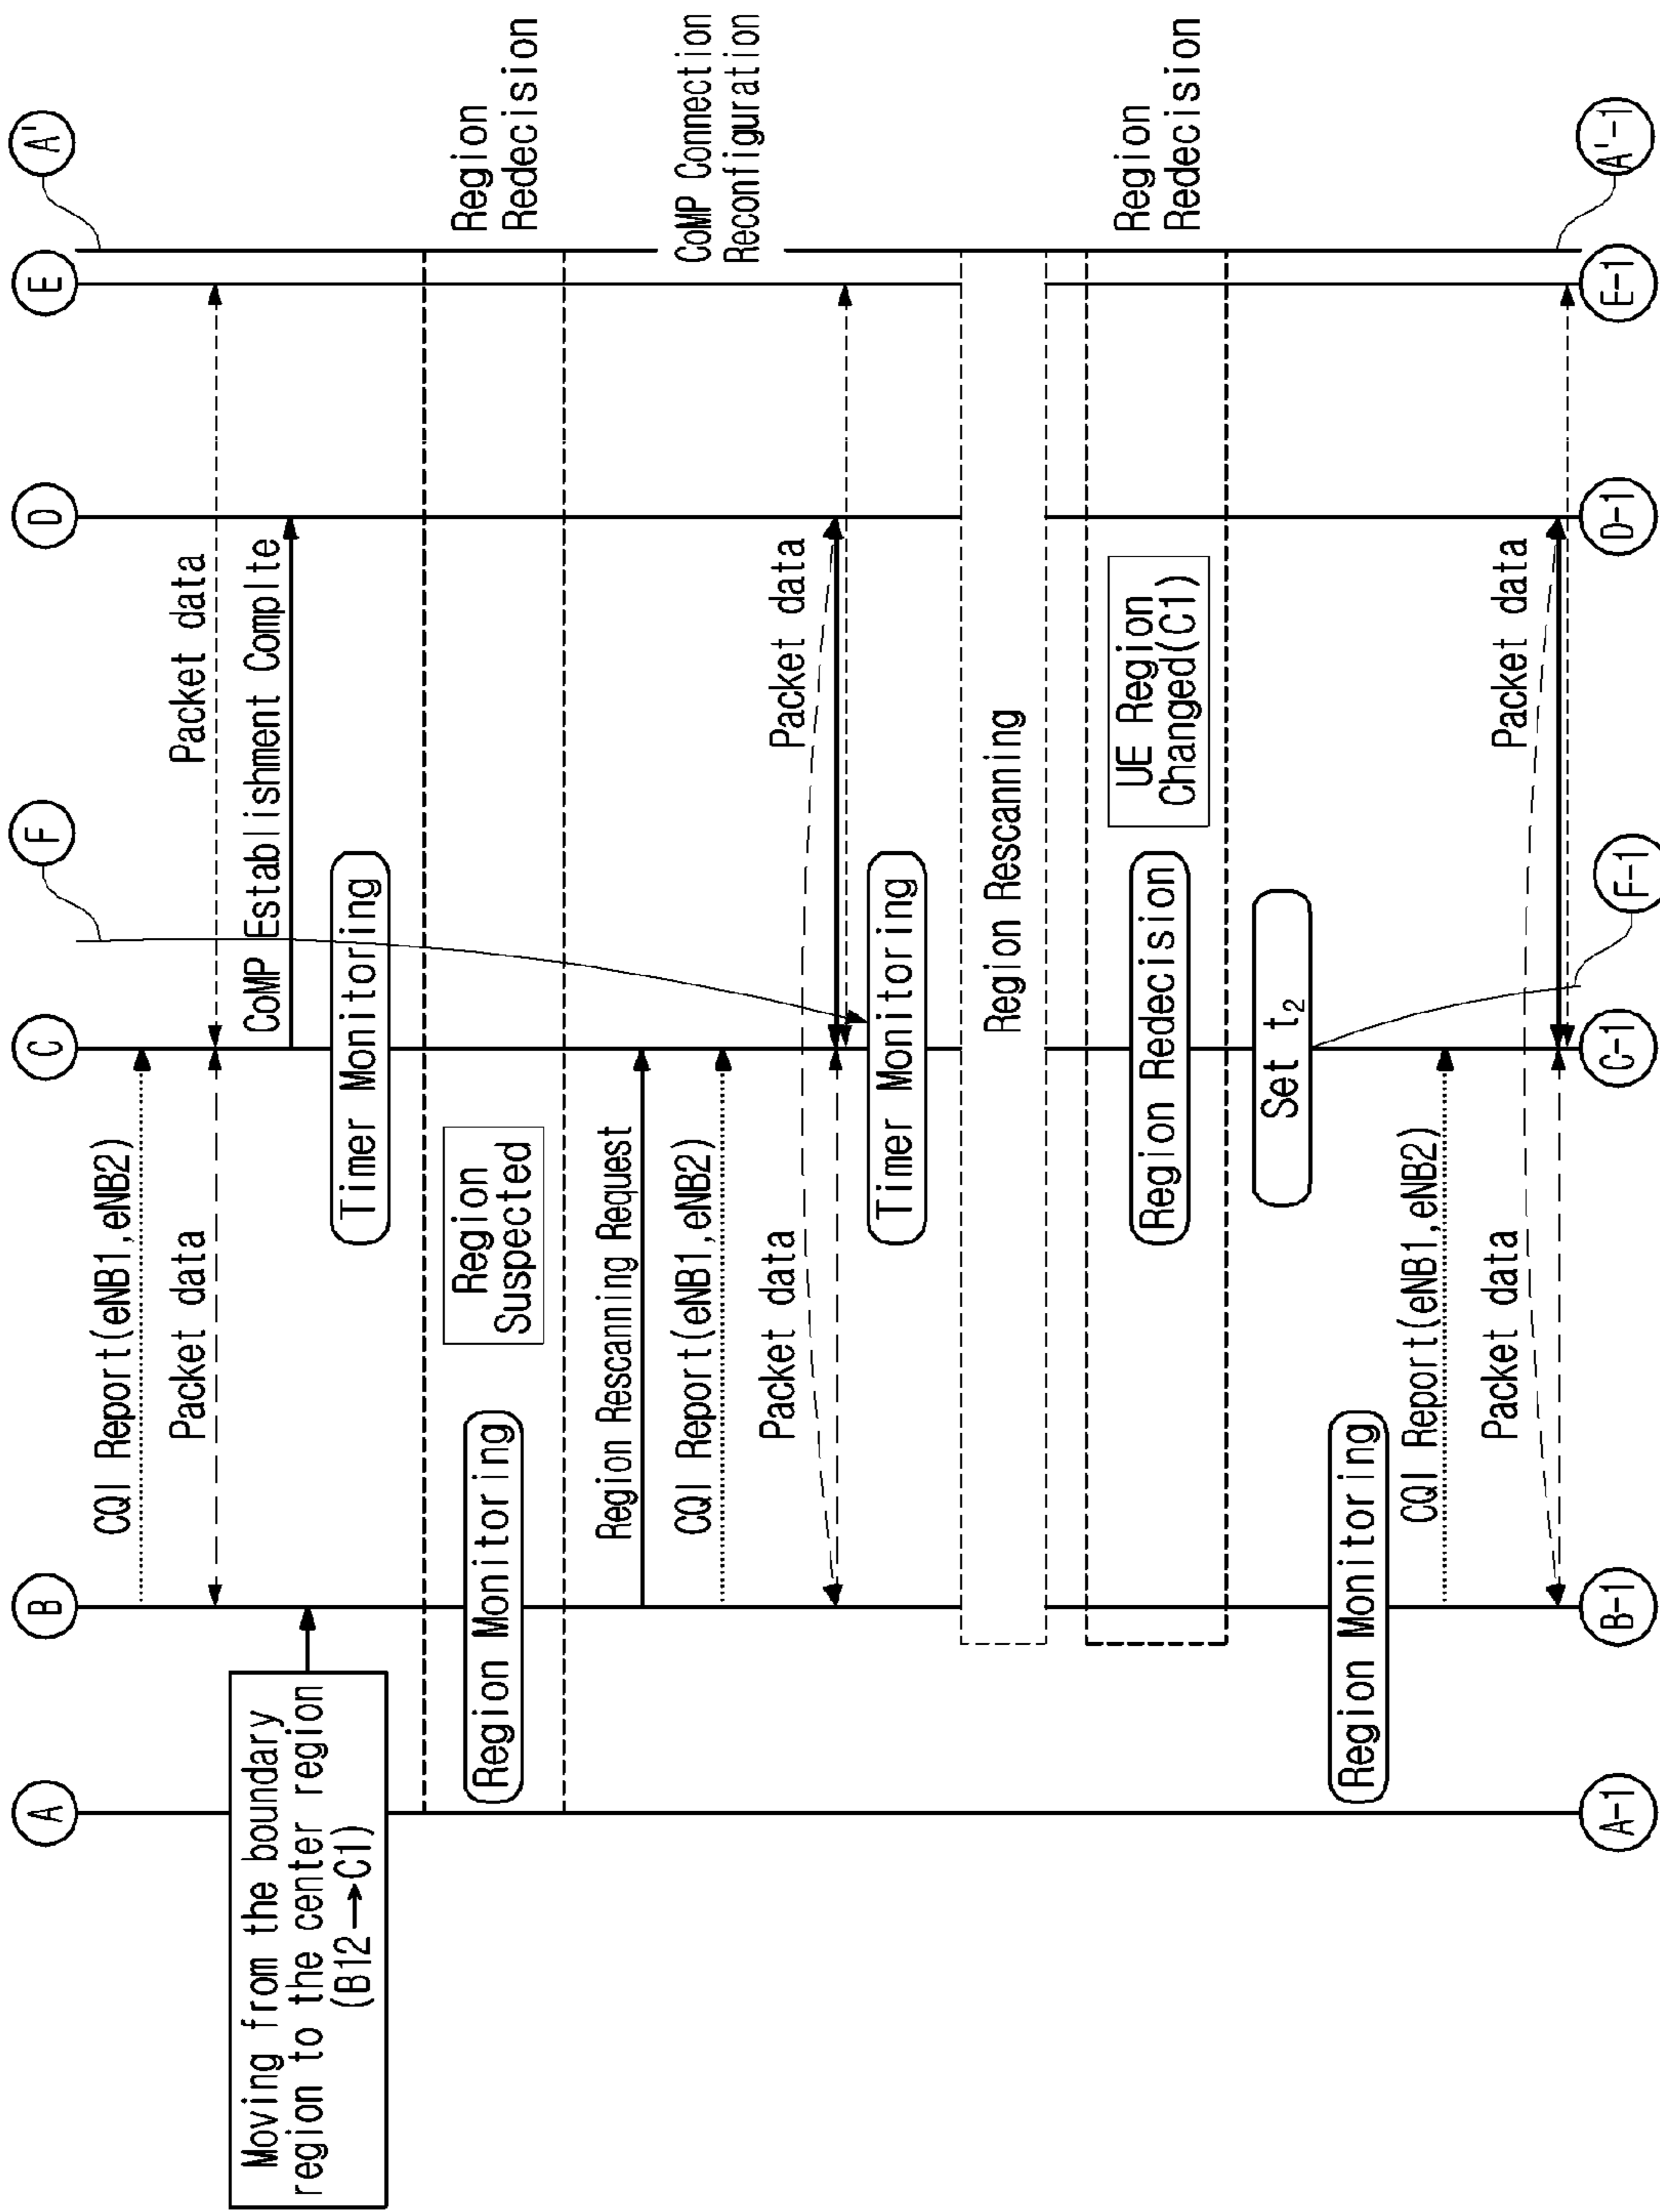 A
B
C
F
D
E
A'
CQI Report(eNB1,eNB2)
Packet data
Packet data
Moving from the boundary
region to the center region
(B12→C1)
CoMP Establishment Complte
Timer Monitoring
Region Monitoring
Region
Suspected
Region
Redecision
Region Rescanning Request
CQI Report(eNB1,eNB2)
CoMP Connection
Reconfiguration
Packet data
Packet data
Timer Monitoring
Region Rescanning
Region Redecision
UE Region
Changed(C1)
Region
Redecision
Set t₂
Region Monitoring
CQI Report(eNB1,eNB2)
Packet data
Packet data
A-1
B-1
C-1
F-1
D-1
E-1
A'-1